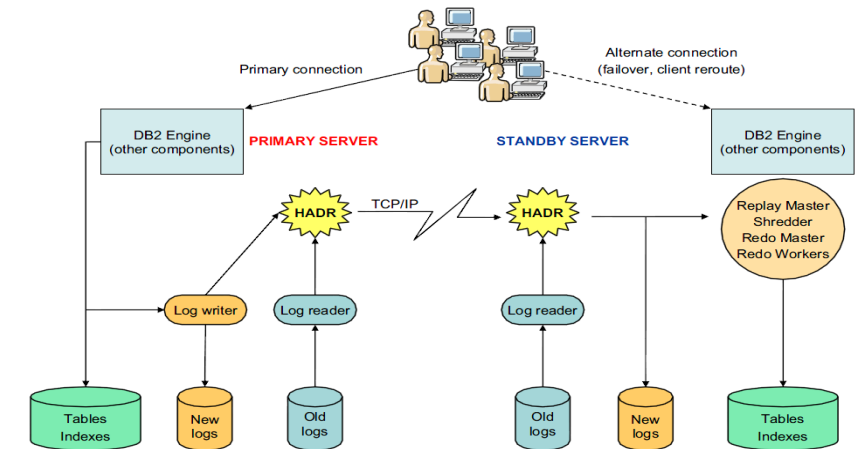 Primary connection
Alternate connection
(failover, client reroute)
DB2 Engine
(other components)
PRIMARY SERVER
STANDBY SERVER
DB2 Engine
(other components)
HADR
TCP/IP
HADR
Replay Master
Shredder
Redo Master
Redo Workers
Log writer
Log reader
Log reader
Tables
Indexes
New
logs
Old
logs
Old
logs
New
logs
Tables
Indexes